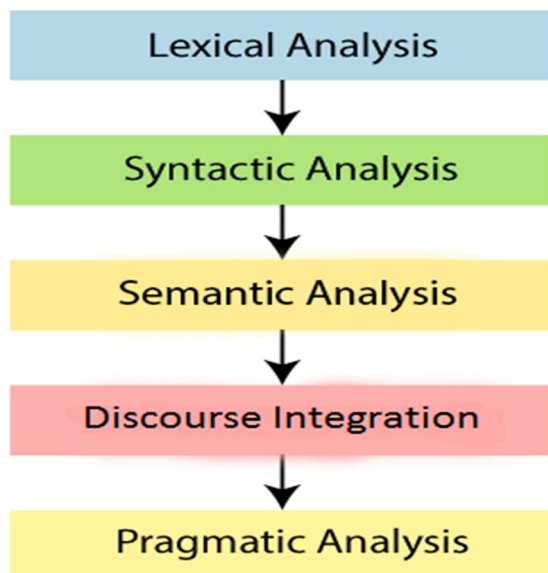 Lexical Analysis
Syntactic Analysis
Semantic Analysis
Discourse Integration
Pragmatic Analysis